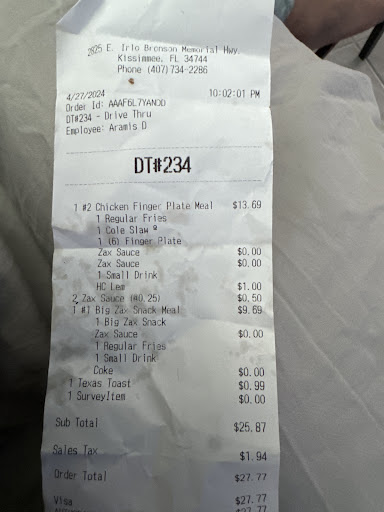 2825 E. Irlo Bronson Memorial Hwy.
Kissimmee, FL 34744
Phone (407)734-2286
4/27/2024 10:02:01 PM
Order Id: AAAF6L7YANDD
DT#234 - Drive Thru
Employee: Aramis D
DT#234
1 #2 Chicken Finger Plate Meal $13.69
1 Regular Fries
1 Cole Slaw
1 (6) Finger Plate
Zax Sauce $0.00
Zax Sauce $0.00
1 Small Drink
HC Lem $1.00
2 Zax Sauce (@0.25) $0.50
1 #1 Big Zax Snack Meal $9.69
1 Big Zax Snack
Zax Sauce $0.00
1 Regular Fries
1 Small Drink
Coke $0.00
1 Texas Toast $0.99
1 SurveyItem $0.00
Sub Total $25.87
Sales Tax $1.94
Order Total $27.77
Visa $27.77